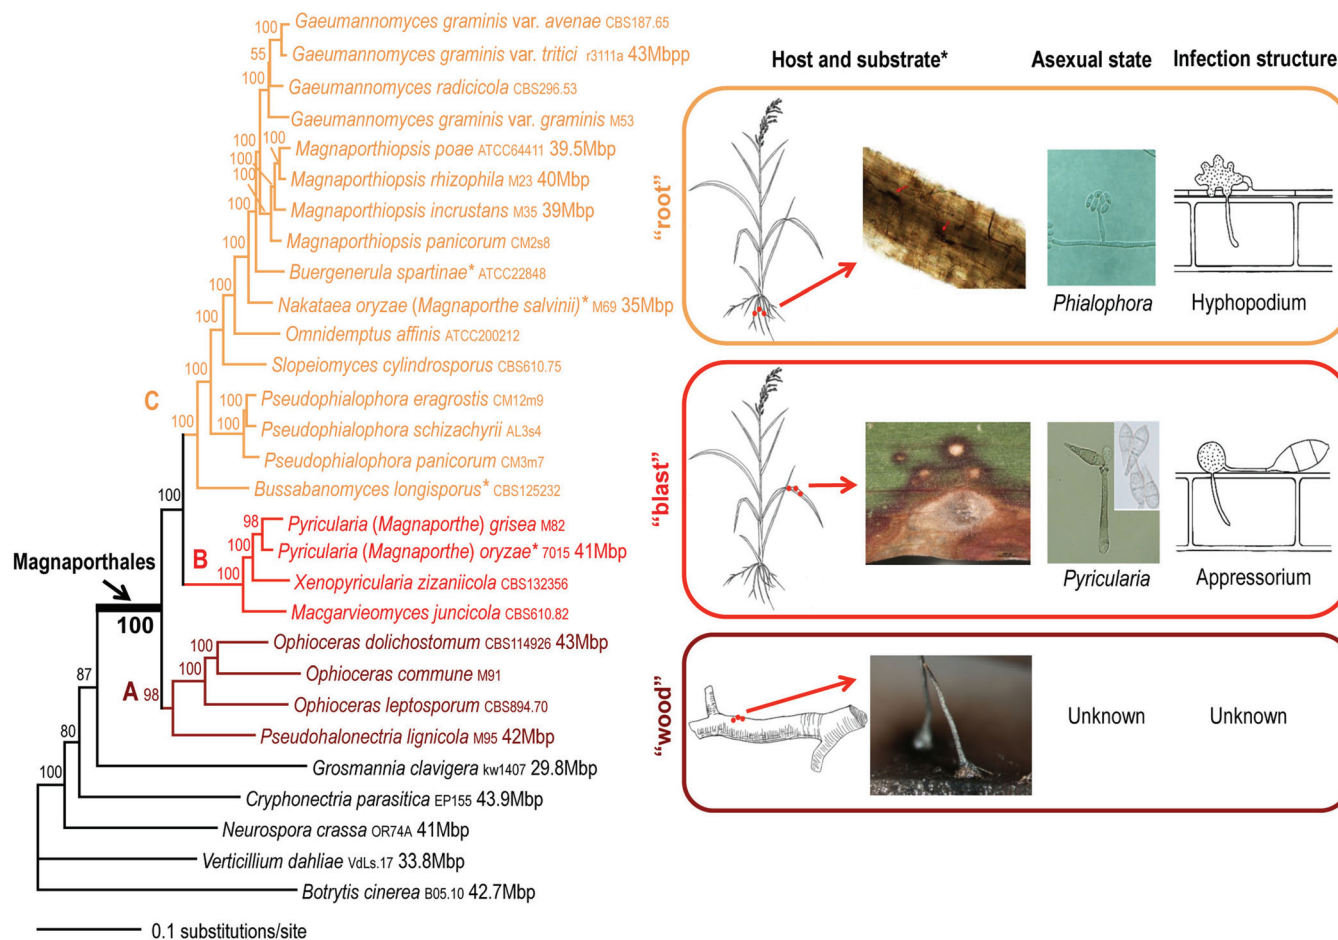 Gaeumannomyces graminis var. avenae CBS187.65
Gaeumannomyces graminis var. tritici r3111a 43Mbpp
Gaeumannomyces radicicola CBS296.53
Gaeumannomyces graminis var. graminis M53
Magnaporthiopsis poae ATCC64411 39.5Mbp
Magnaporthiopsis rhizophila M23 40Mbp
Magnaporthiopsis incrustans M35 39Mbp
Magnaporthiopsis panicorum CM2s8
Buergenerula spartinae* ATCC22848
Nakataea oryzae (Magnaporthe salvinii)* M69 35Mbp
Omnidemptus affinis ATCC200212
Slopeiomyces cylindrosporus CBS610.75
Pseudophialophora eragrostis CM12m9
Pseudophialophora schizachyrii AL3s4
Pseudophialophora panicorum CM3m7
Bussabanomyces longisporus* CBS125232
Pyricularia (Magnaporthe) grisea M82
Pyricularia (Magnaporthe) oryzae* 7015 41Mbp
Xenopyricularia zizaniicola CBS132356
Macgarvieomyces juncicola CBS610.82
Ophioceras dolichostomum CBS114926 43Mbp
Ophioceras commune M91
Ophioceras leptosporum CBS894.70
Pseudohalonectria lignicola M95 42Mbp
Grosmannia clavigera kw1407 29.8Mbp
Cryphonectria parasitica EP155 43.9Mbp
Neurospora crassa OR74A 41Mbp
Verticillium dahliae VdLs.17 33.8Mbp
Botrytis cinerea B05.10 42.7Mbp
100
55
100
100
100
100
100
100
100
100
100
100
100
100
C
100
100
98
100
B
100
Magnaporthales
100
100
100
A
98
87
80
100
0.1 substitutions/site
Host and substrate*
Asexual state
Infection structure
"root"
Phialophora
Hyphopodium
"blast"
Pyricularia
Appressorium
"wood"
Unknown
Unknown